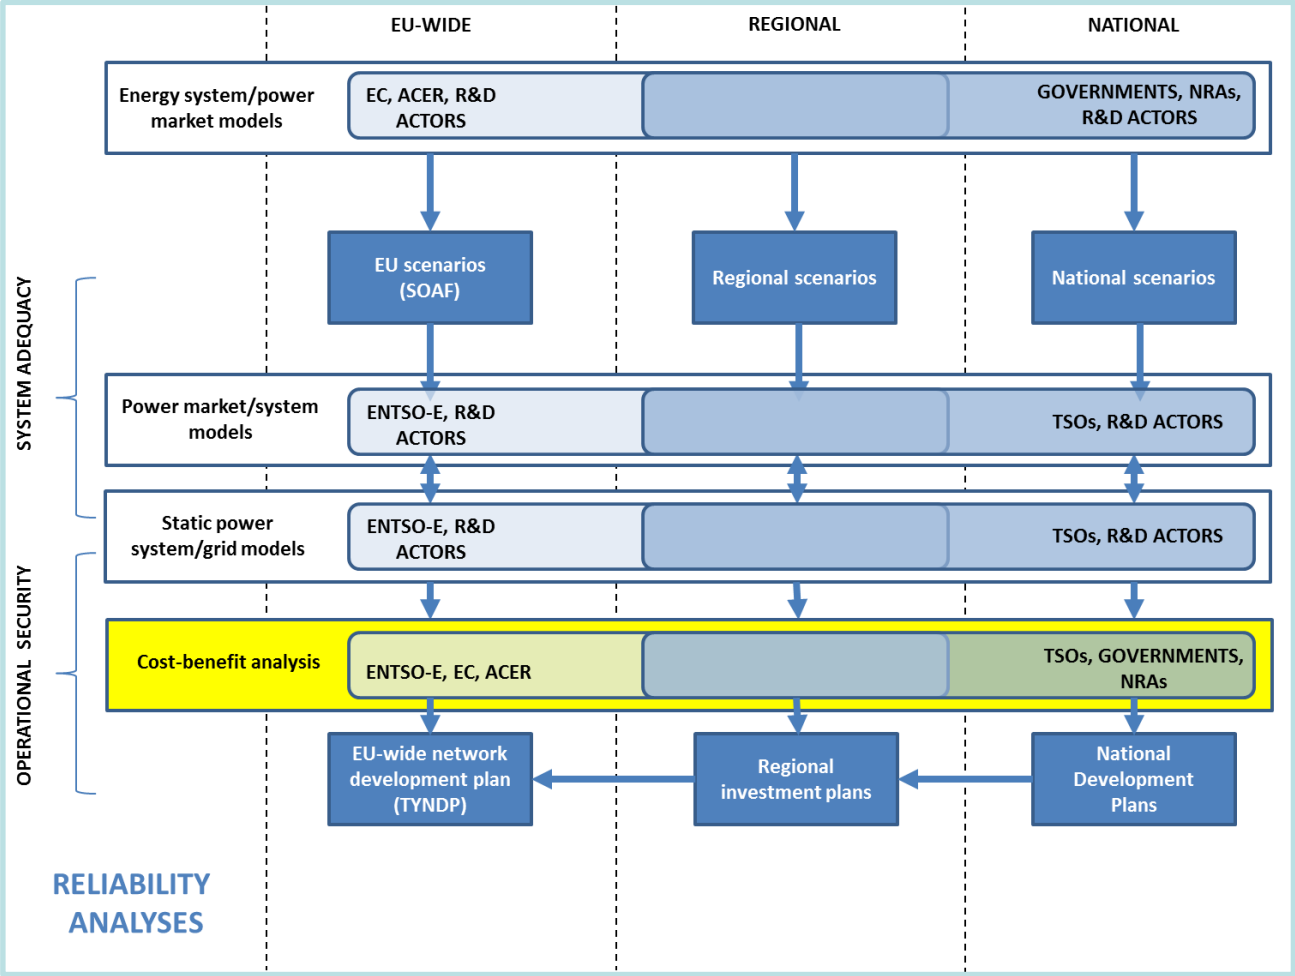 EU-WIDE
REGIONAL
NATIONAL
Energy system/power
market models
EC, ACER, R&D
ACTORS
GOVERNMENTS, NRAs,
R&D ACTORS
EU scenarios
(SOAF)
Regional scenarios
National scenarios
SYSTEM ADEQUACY
Power market/system
models
ENTSO-E, R&D
ACTORS
TSOs, R&D ACTORS
Static power
system/grid models
ENTSO-E, R&D
ACTORS
TSOs, R&D ACTORS
OPERATIONAL SECURITY
Cost-benefit analysis
ENTSO-E, EC, ACER
TSOs, GOVERNMENTS,
NRAs
EU-wide network
development plan
(TYNDP)
Regional
investment plans
National
Development
Plans
RELIABILITY
ANALYSES